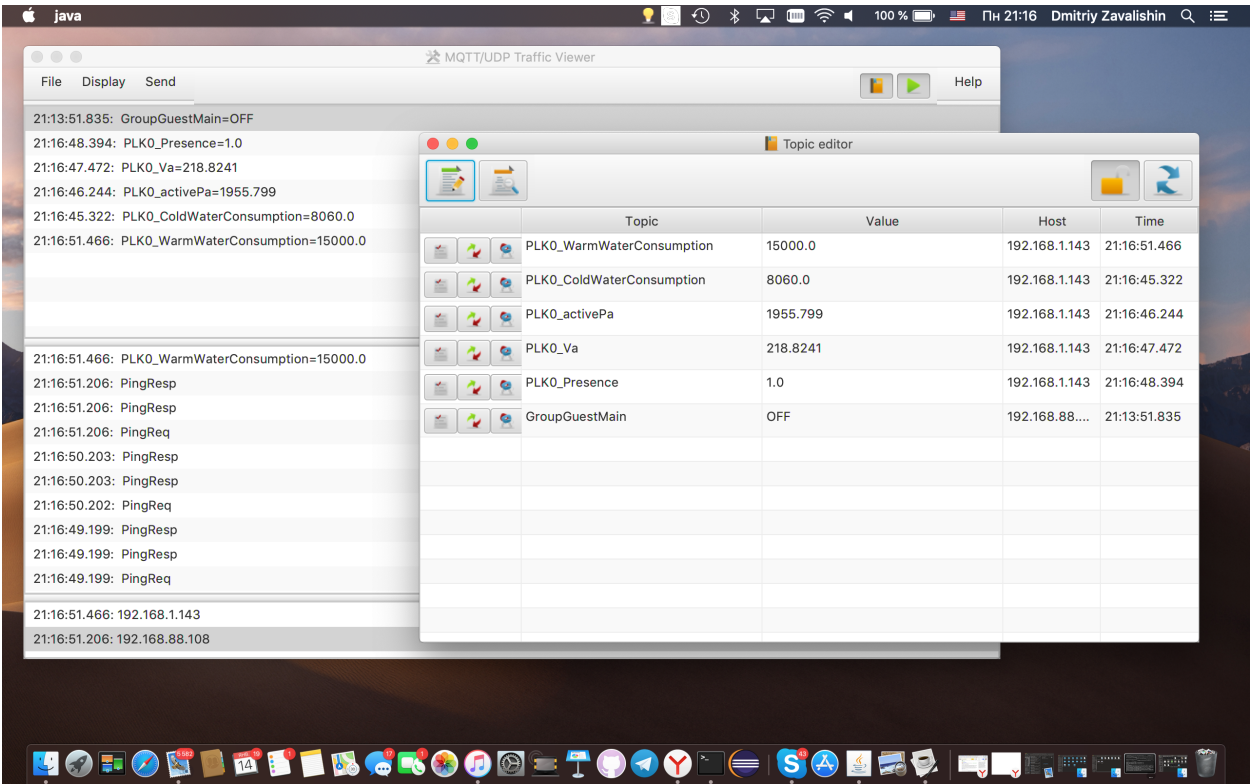 java 100 % Пн 21:16 Dmitriy Zavalishin
MQTT/UDP Traffic Viewer
File Display Send Help
21:13:51.835: GroupGuestMain=OFF
21:16:48.394: PLK0_Presence=1.0
21:16:47.472: PLK0_Va=218.8241
21:16:46.244: PLK0_activePa=1955.799
21:16:45.322: PLK0_ColdWaterConsumption=8060.0
21:16:51.466: PLK0_WarmWaterConsumption=15000.0
21:16:51.466: PLK0_WarmWaterConsumption=15000.0
21:16:51.206: PingResp
21:16:51.206: PingResp
21:16:51.206: PingReq
21:16:50.203: PingResp
21:16:50.203: PingResp
21:16:50.202: PingReq
21:16:49.199: PingResp
21:16:49.199: PingResp
21:16:49.199: PingReq
21:16:51.466: 192.168.1.143
21:16:51.206: 192.168.88.108
Topic editor
Topic Value Host Time
PLK0_WarmWaterConsumption 15000.0 192.168.1.143 21:16:51.466
PLK0_ColdWaterConsumption 8060.0 192.168.1.143 21:16:45.322
PLK0_activePa 1955.799 192.168.1.143 21:16:46.244
PLK0_Va 218.8241 192.168.1.143 21:16:47.472
PLK0_Presence 1.0 192.168.1.143 21:16:48.394
GroupGuestMain OFF 192.168.88.... 21:13:51.835
5 682 14 19 1 17 1 43